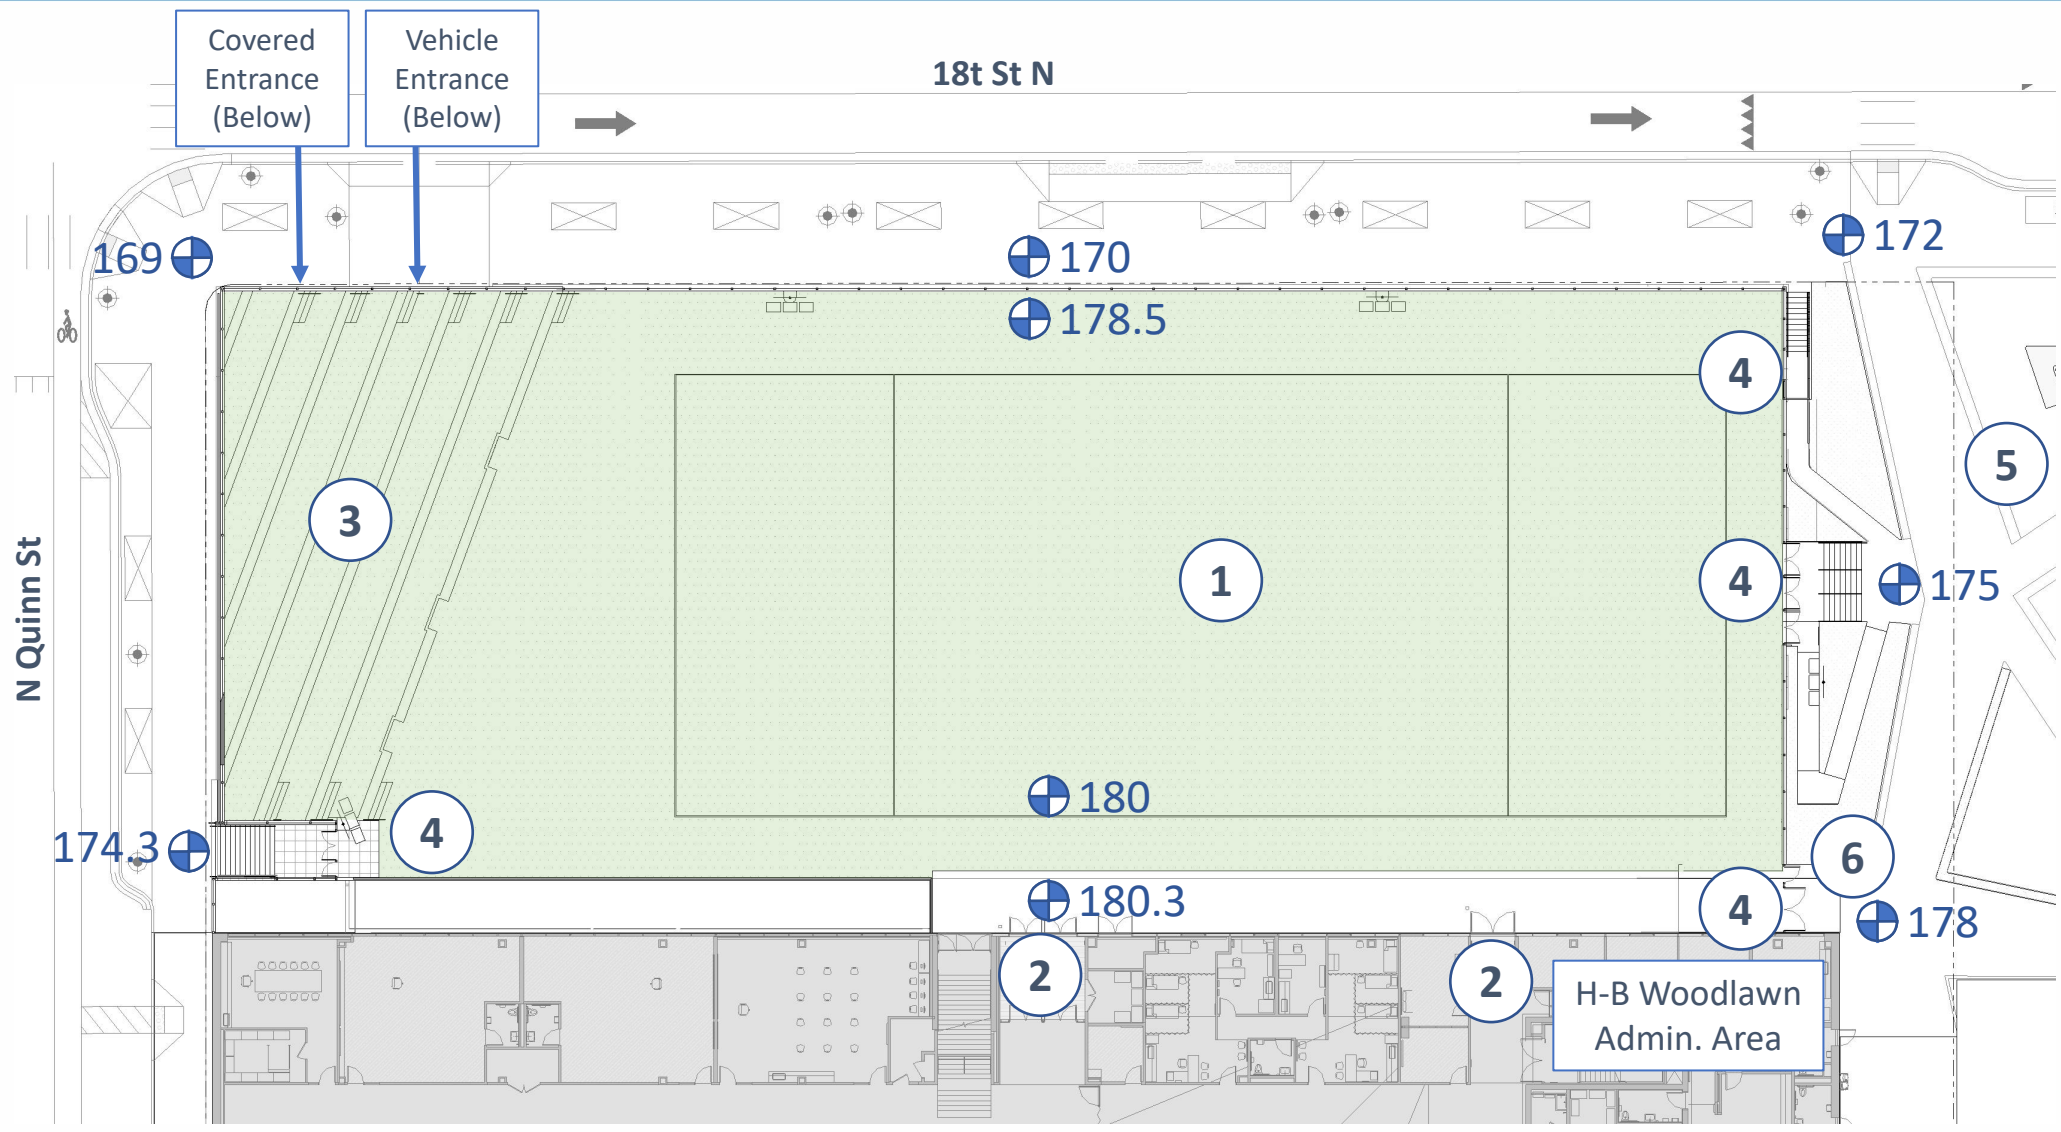 Covered
Entrance
(Below)
Vehicle
Entrance
(Below)
18t St N
169
170
172
178.5
4
5
3
N Quinn St
1
4
175
180
4
174.3
6
180.3
4
178
2
2
H-B Woodlawn
Admin. Area